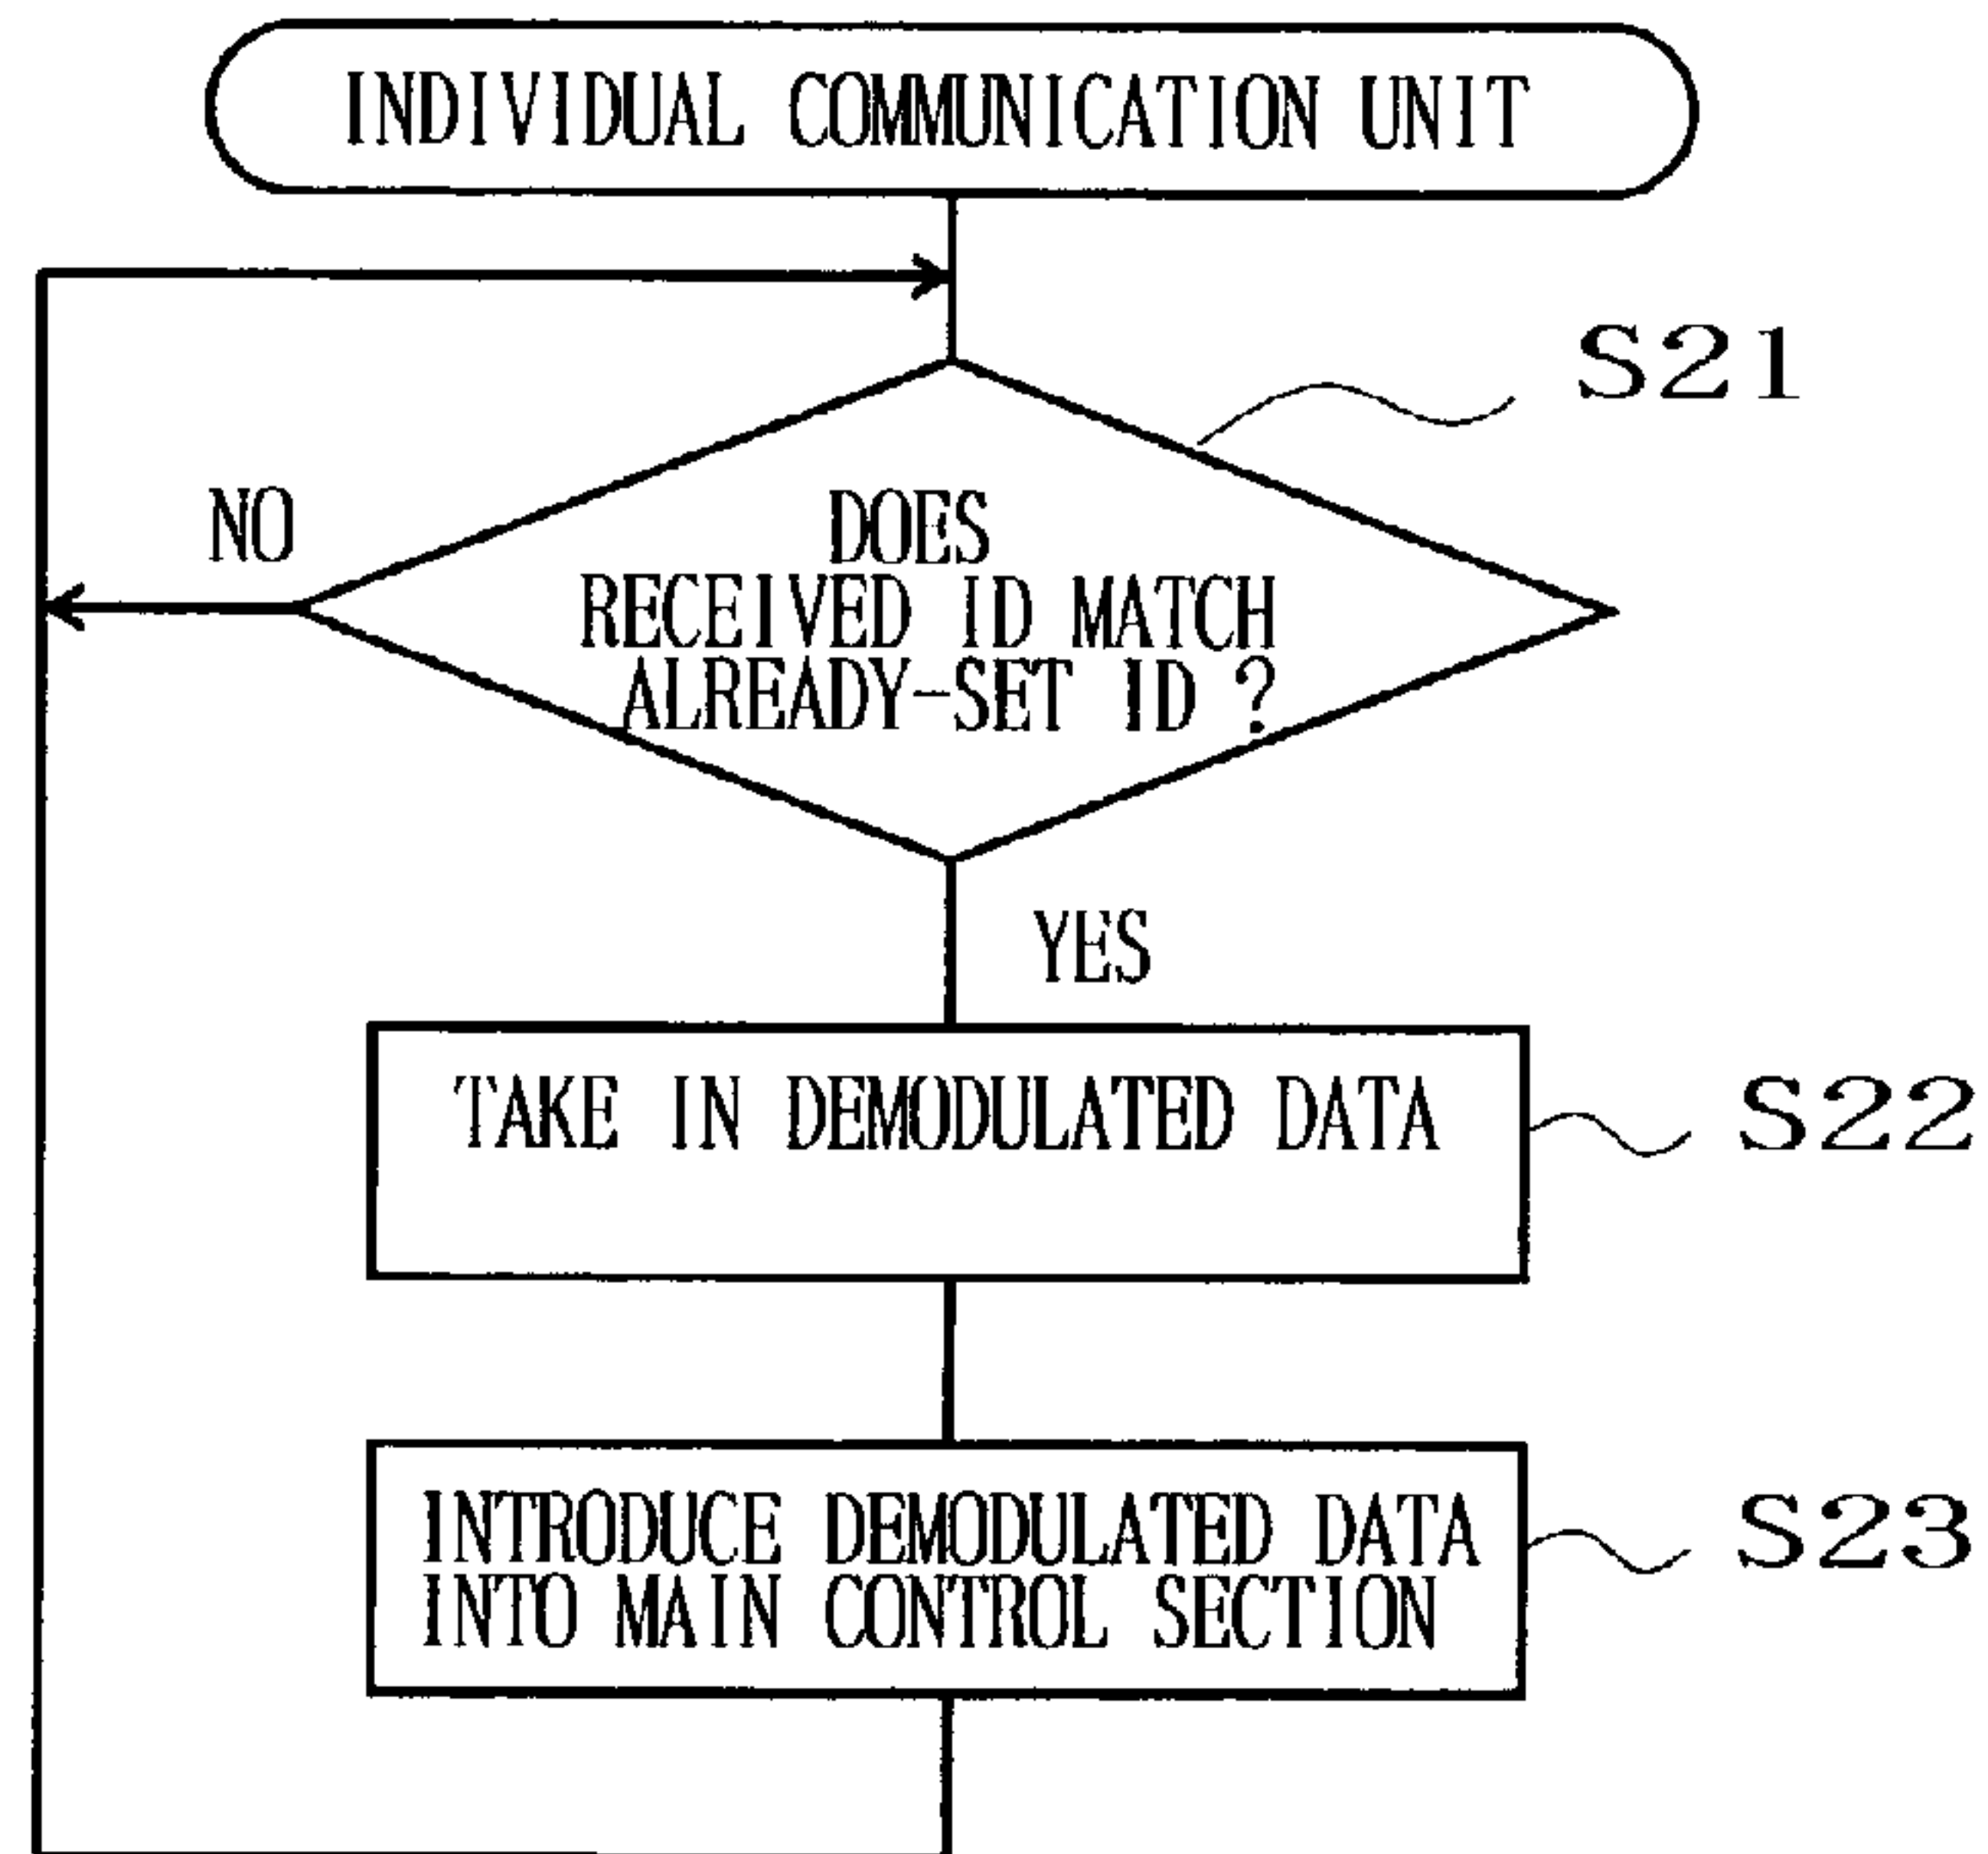 INDIVIDUAL COMMUNICATION UNIT
S21
NO
DOES
RECEIVED ID MATCH
ALREADY-SET ID ?
YES
TAKE IN DEMODULATED DATA
S22
INTRODUCE DEMODULATED DATA
INTO MAIN CONTROL SECTION
S23